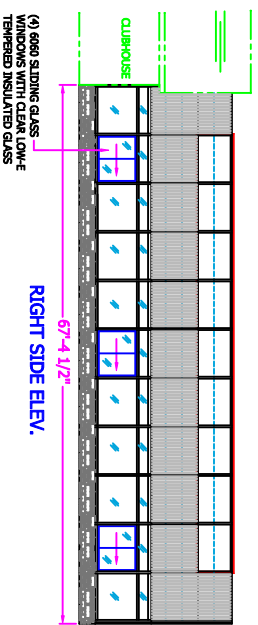 CLUBHOUSE
(4) 6060 SLIDING GLASS
WINDOWS WITH CLEAR LOW-E
TEMPERED INSULATED GLASS
67'-4 1/2"
RIGHT SIDE ELEV.